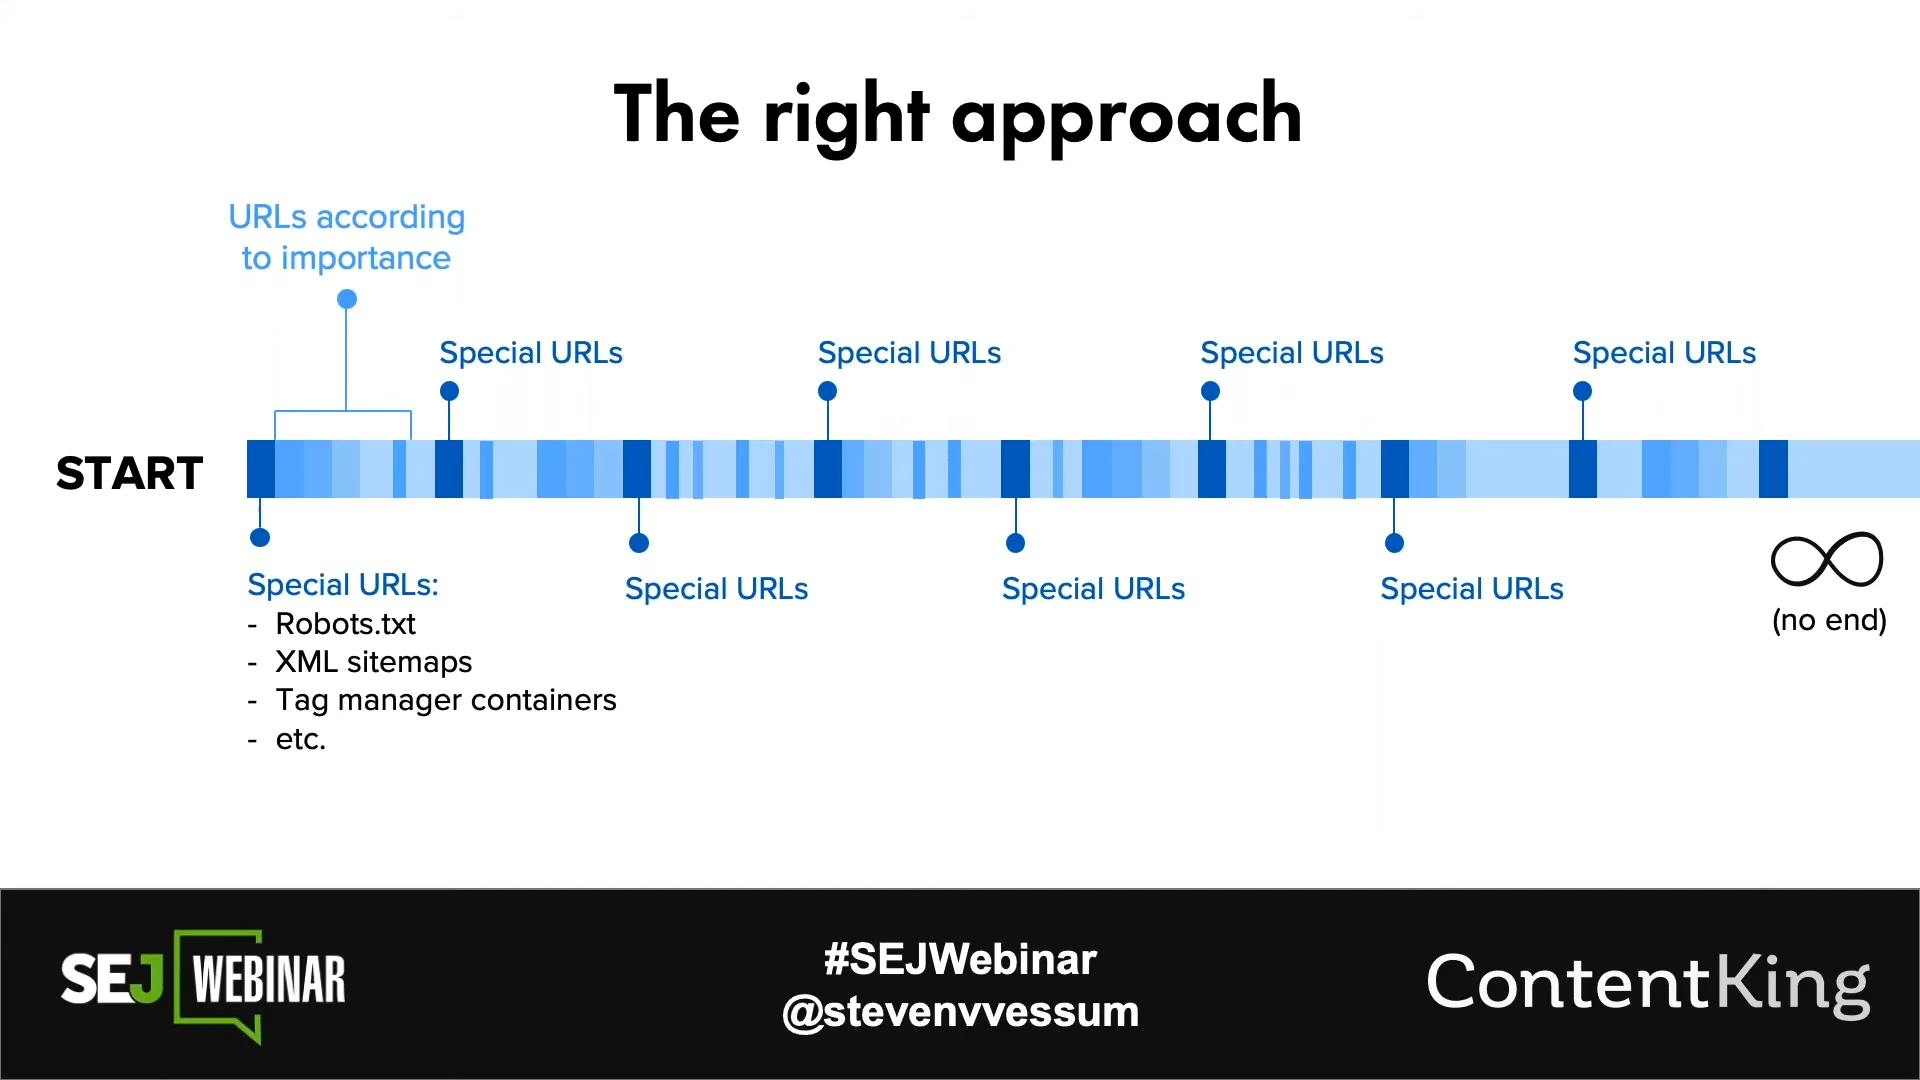 The right approach
URLs according
to importance
Special URLs
Special URLs
Special URLs
Special URLs
START
Special URLs:
- Robots.txt
- XML sitemaps
- Tag manager containers
- etc.
Special URLs
Special URLs
Special URLs
∞
(no end)
SEJ WEBINAR
#SEJWebinar
@stevenvvessum
ContentKing